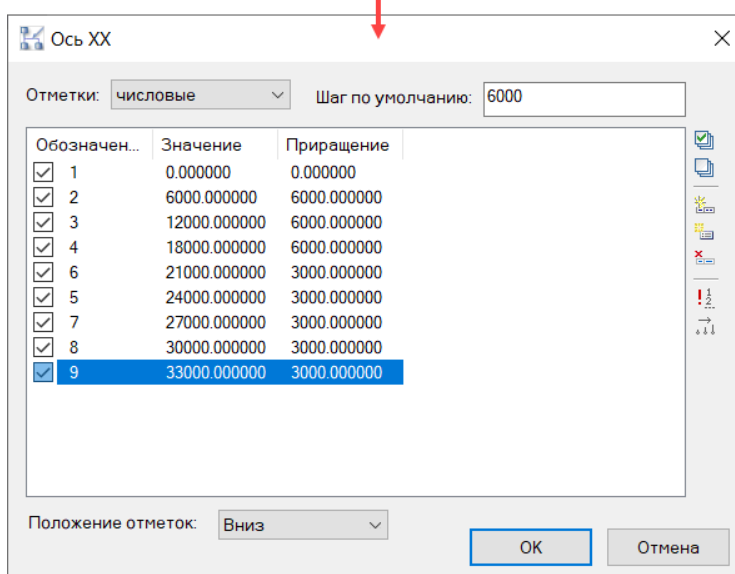 Ось XX
Отметки: числовые Шаг по умолчанию: 6000
Обозначен... Значение Приращение
1 0.000000 0.000000
2 6000.000000 6000.000000
3 12000.000000 6000.000000
4 18000.000000 6000.000000
6 21000.000000 3000.000000
5 24000.000000 3000.000000
7 27000.000000 3000.000000
8 30000.000000 3000.000000
9 33000.000000 3000.000000
Положение отметок: Вниз
OK Отмена